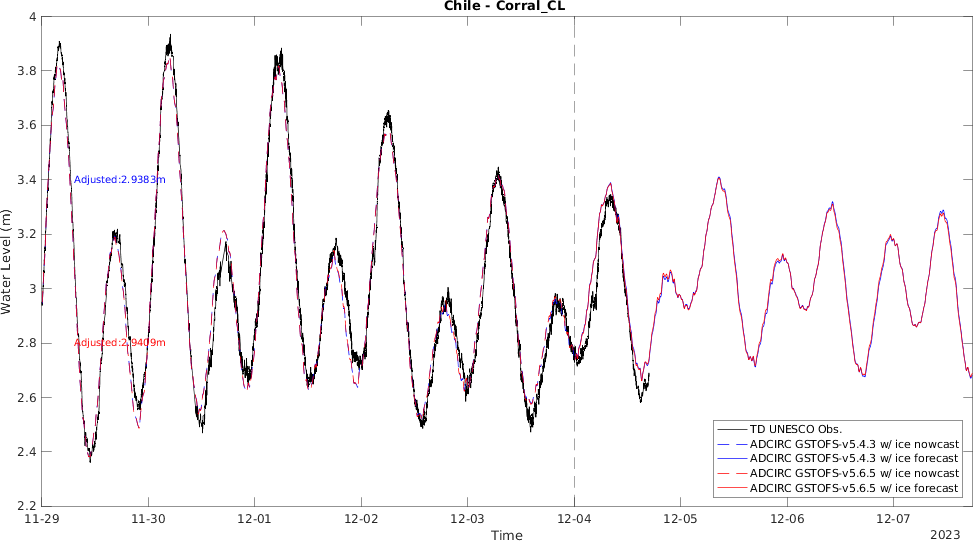 Chile - Corral_CL
Water Level (m)
4
3.8
3.6
3.4
3.2
3
2.8
2.6
2.4
2.2
Adjusted:2.9383m
Adjusted:2.9409m
TD UNESCO Obs.
ADCIRC GSTOFS-v5.4.3 w/ ice nowcast
ADCIRC GSTOFS-v5.4.3 w/ ice forecast
ADCIRC GSTOFS-v5.6.5 w/ ice nowcast
ADCIRC GSTOFS-v5.6.5 w/ ice forecast
11-29 11-30 12-01 12-02 12-03 12-04 12-05 12-06 12-07
Time
2023